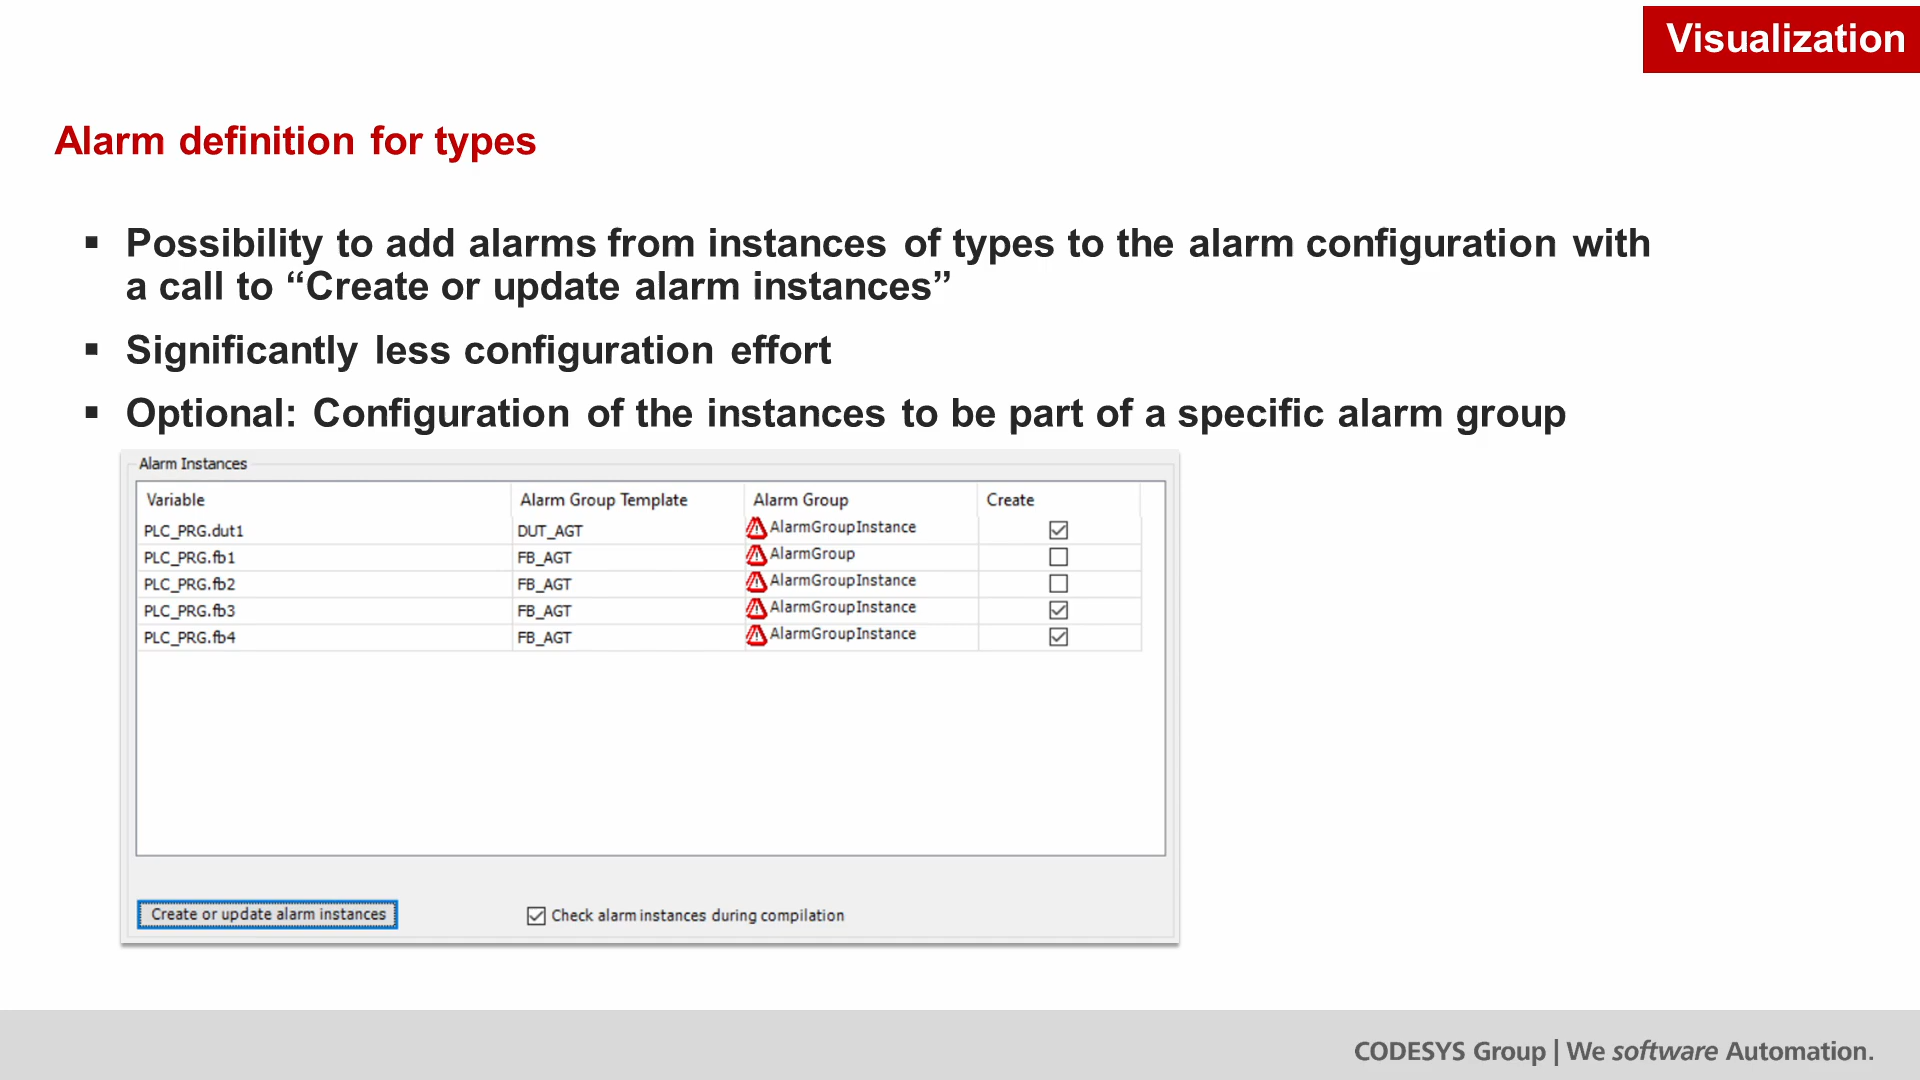 Visualization
Alarm definition for types
▪ Possibility to add alarms from instances of types to the alarm configuration with
a call to “Create or update alarm instances”
▪ Significantly less configuration effort
▪ Optional: Configuration of the instances to be part of a specific alarm group
Alarm Instances
Variable Alarm Group Template Alarm Group Create
PLC_PRG.dut1 DUT_AGT AlarmGroupInstance
PLC_PRG.fb1 FB_AGT AlarmGroup
PLC_PRG.fb2 FB_AGT AlarmGroupInstance
PLC_PRG.fb3 FB_AGT AlarmGroupInstance
PLC_PRG.fb4 FB_AGT AlarmGroupInstance
Create or update alarm instances Check alarm instances during compilation
CODESYS Group | We software Automation.